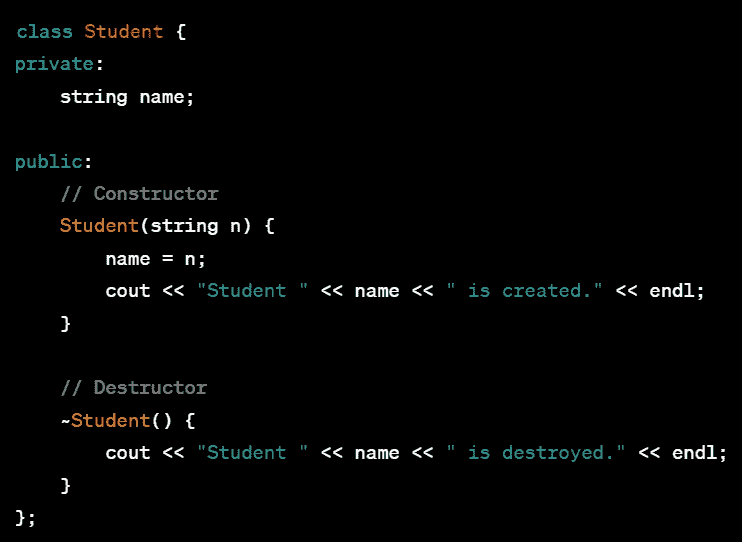 class Student {
private:
    string name;

public:
    // Constructor
    Student(string n) {
        name = n;
        cout << "Student " << name << " is created." << endl;
    }

    // Destructor
    ~Student() {
        cout << "Student " << name << " is destroyed." << endl;
    }
};